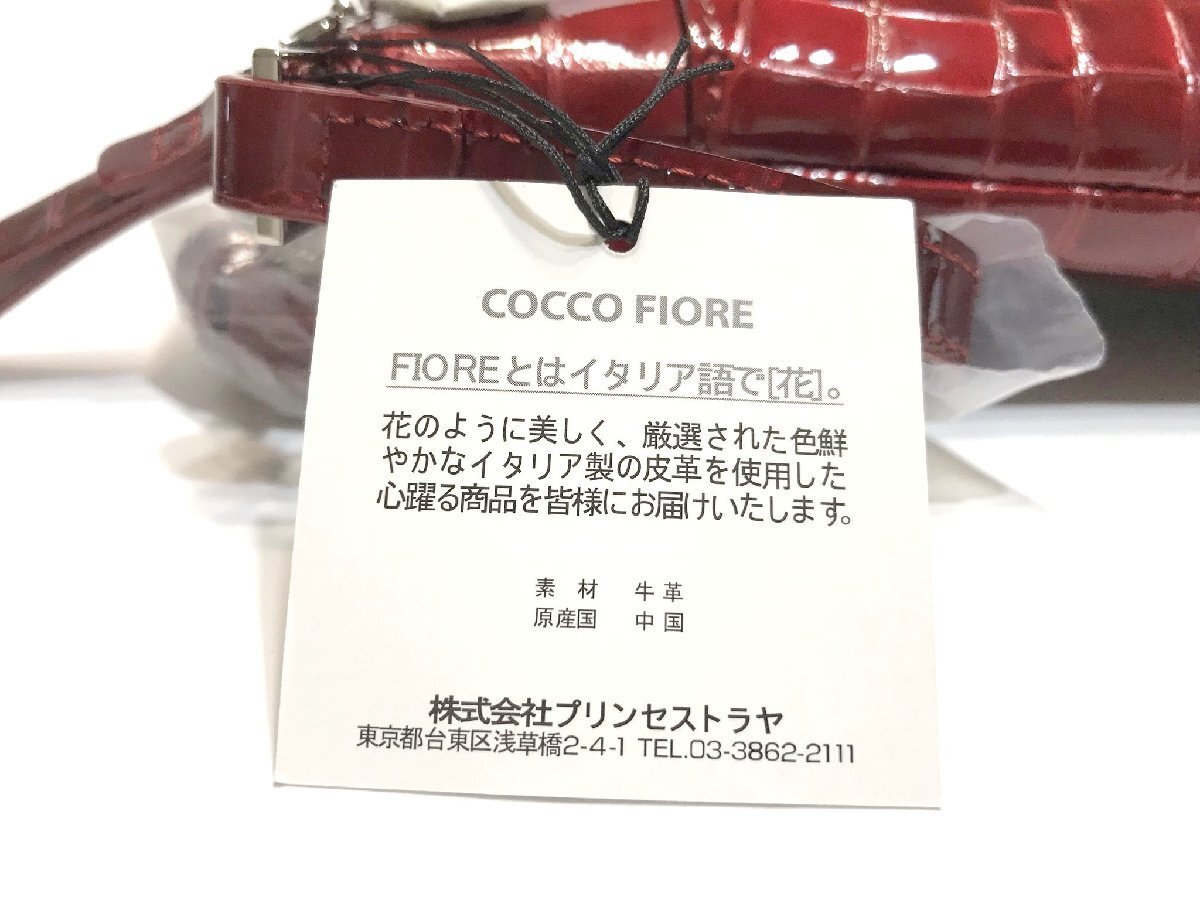 COCCO FIORE
FIOREとはイタリア語で[花]。
花のように美しく、厳選された色鮮
やかなイタリア製の皮革を使用した
心躍る商品を皆様にお届けいたします。
素 材 牛革
原産国 中国
株式会社プリンセストラヤ
東京都台東区浅草橋2-4-1 TEL.03-3862-2111